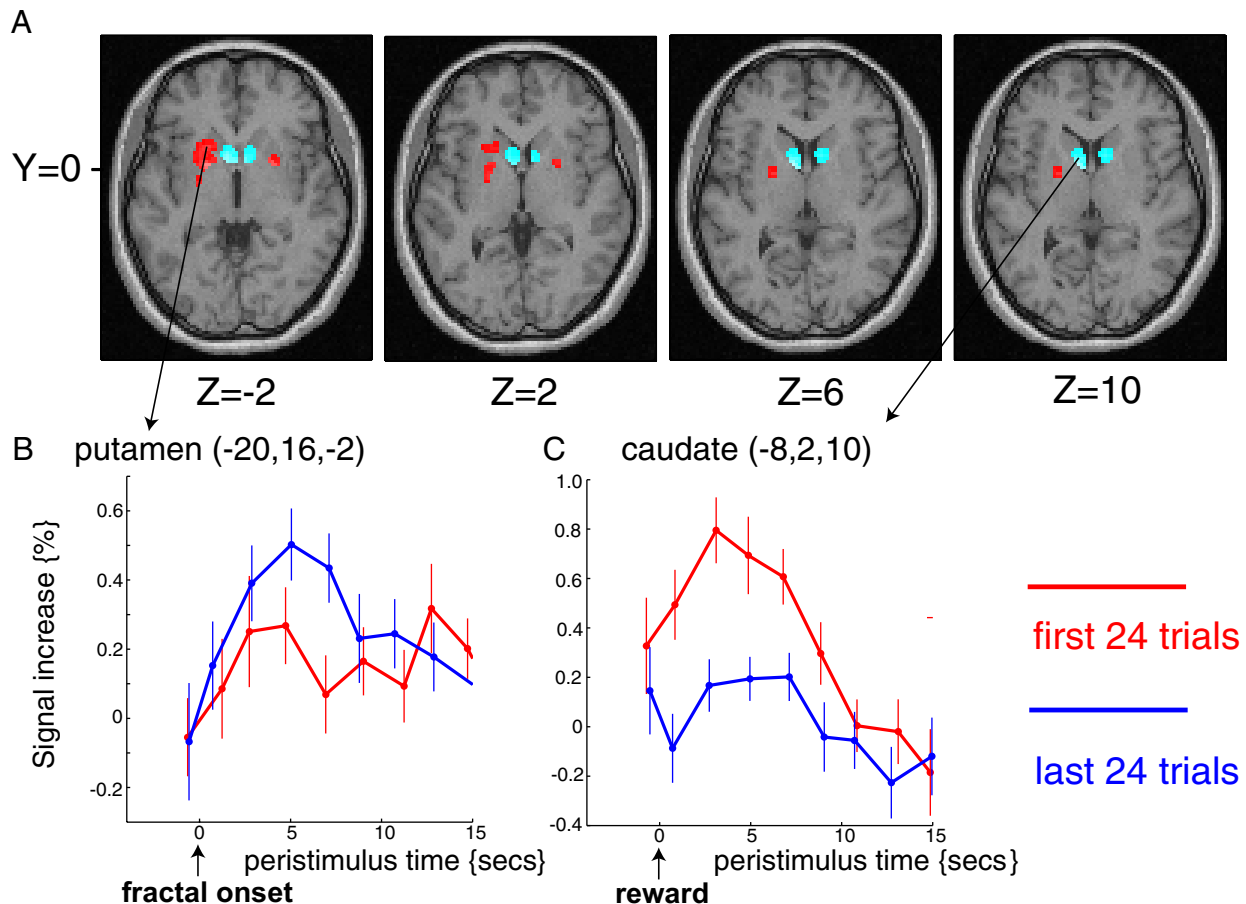 A
Y=0
Z=-2
Z=2
Z=6
Z=10
B putamen (-20,16,-2)
Signal increase {%}
0.6
0.4
0.2
0
-0.2
0
5
10
15
peristimulus time {secs}
fractal onset
C caudate (-8,2,10)
1.0
0.8
0.6
0.4
0.2
0
-0.2
-0.4
0
5
10
15
peristimulus time {secs}
reward
first 24 trials
last 24 trials